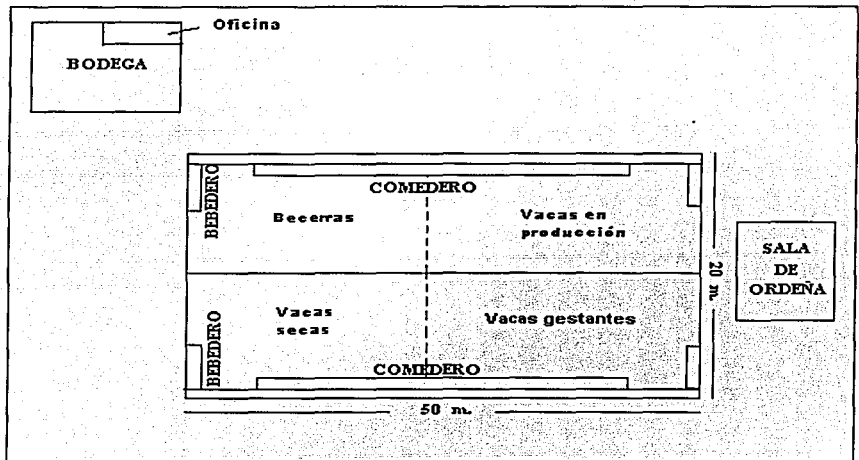 Oficina
BODEGA
COMEDERO
BEBEDERO
Becerras
Vacas en
producción
SALA
DE
ORDEÑA
20 m.
Vacas
secas
Vacas gestantes
BEBEDERO
COMEDERO
50 m.